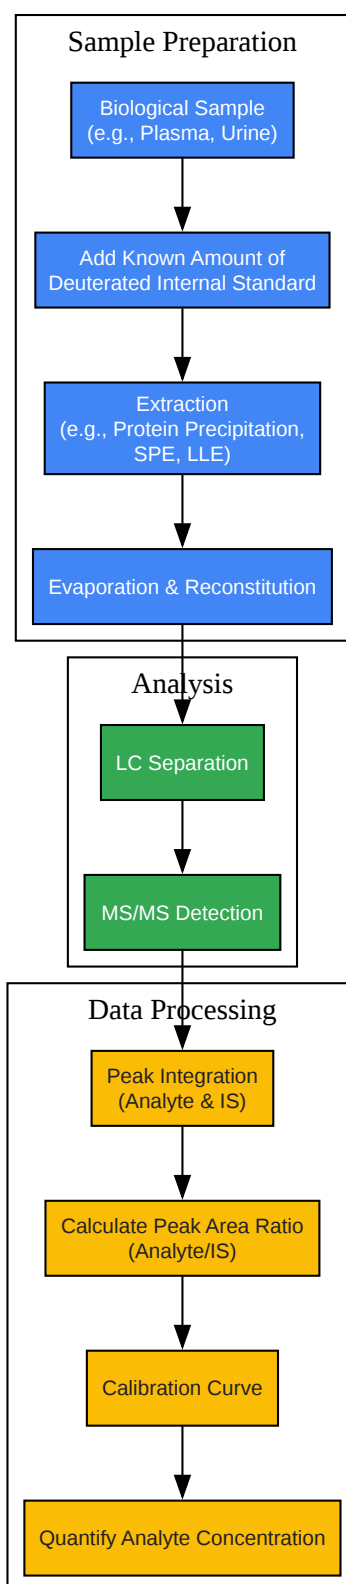 Sample Preparation
Biological Sample
(e.g., Plasma, Urine)
Add Known Amount of
Deuterated Internal Standard
Extraction
(e.g., Protein Precipitation,
SPE, LLE)
Evaporation & Reconstitution
Analysis
LC Separation
MS/MS Detection
Data Processing
Peak Integration
(Analyte & IS)
Calculate Peak Area Ratio
(Analyte/IS)
Calibration Curve
Quantify Analyte Concentration